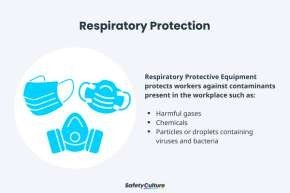 Respiratory Protection
Respiratory Protective Equipment
protects workers against contaminants
present in the workplace such as:
Harmful gases
Chemicals
Particles or droplets containing
viruses and bacteria
SafetyCulture